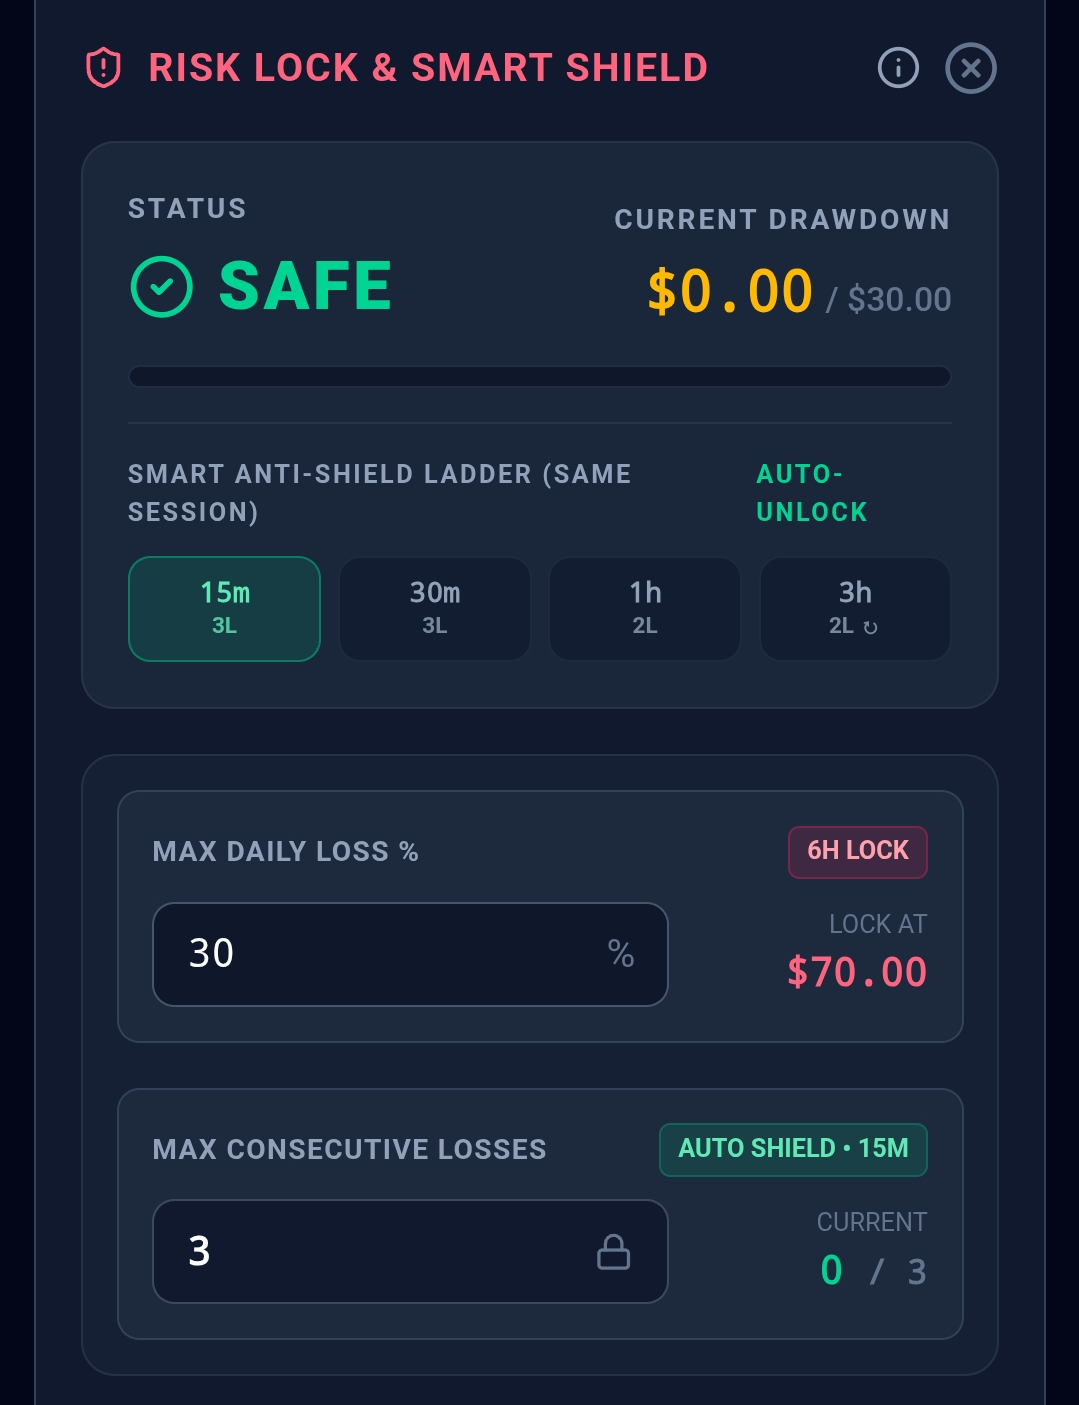 RISK LOCK & SMART SHIELD
STATUS
SAFE
CURRENT DRAWDOWN
$0.00 / $30.00
SMART ANTI-SHIELD LADDER (SAME
SESSION)
AUTO-
UNLOCK
15m
3L
30m
3L
1h
2L
3h
2L ↻
MAX DAILY LOSS %
6H LOCK
30 %
LOCK AT
$70.00
MAX CONSECUTIVE LOSSES
AUTO SHIELD • 15M
3
CURRENT
0 / 3